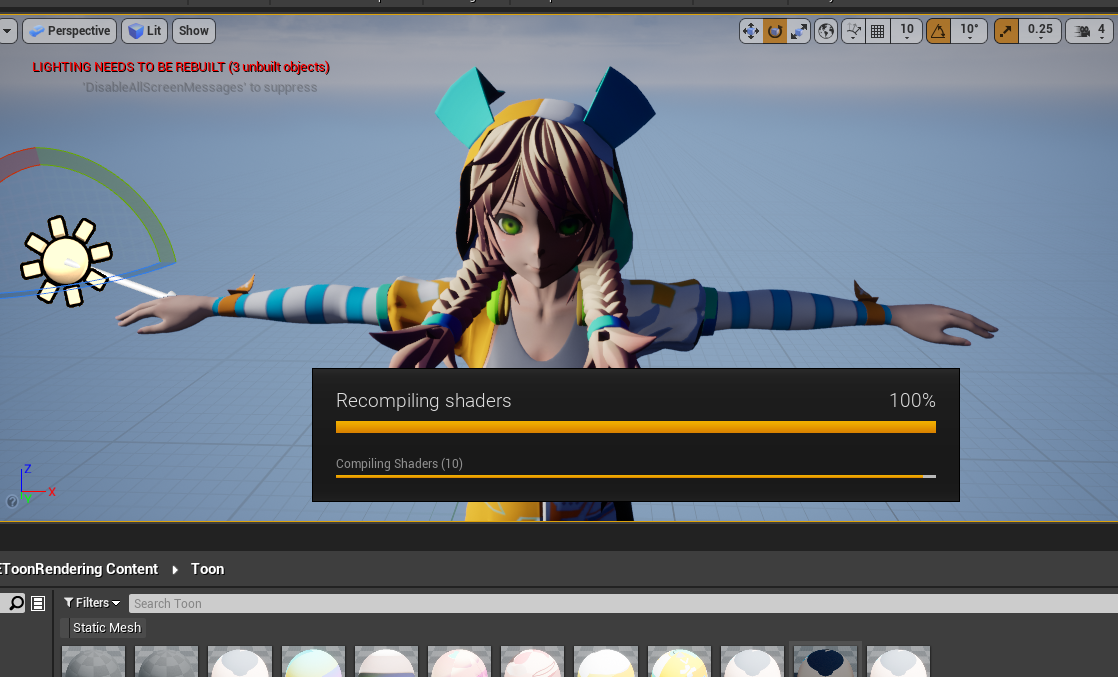 Perspective
Lit
Show
10
10°
0.25
4
LIGHTING NEEDS TO BE REBUILT (3 unbuilt objects)
'DisableAllScreenMessages' to suppress
Recompiling shaders
100%
Compiling Shaders (10)
Z
X
Y
?
EToonRendering Content
Toon
Filters
Search Toon
Static Mesh